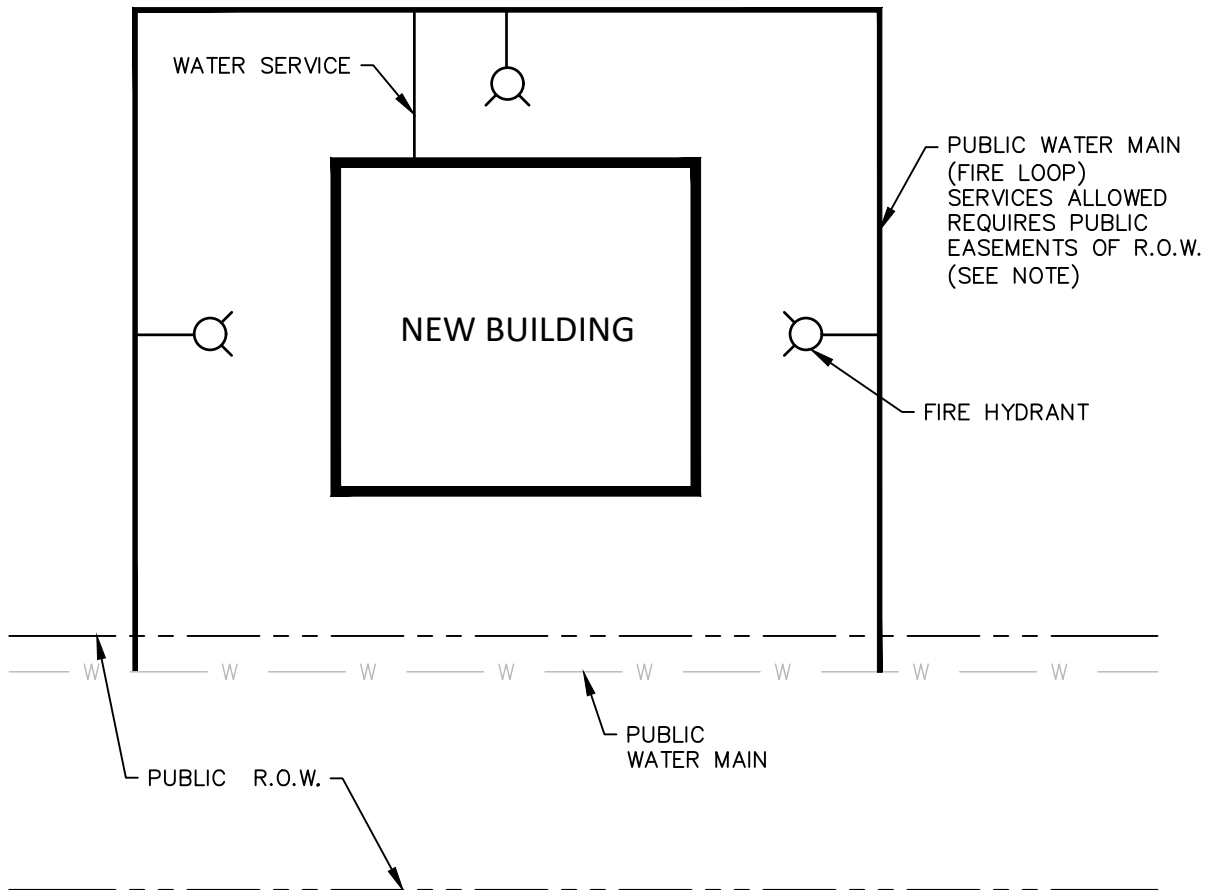 WATER SERVICE
PUBLIC WATER MAIN
(FIRE LOOP)
SERVICES ALLOWED
REQUIRES PUBLIC
EASEMENTS OF R.O.W.
(SEE NOTE)
NEW BUILDING
FIRE HYDRANT
W W W W W W W W
PUBLIC
WATER MAIN
PUBLIC R.O.W.